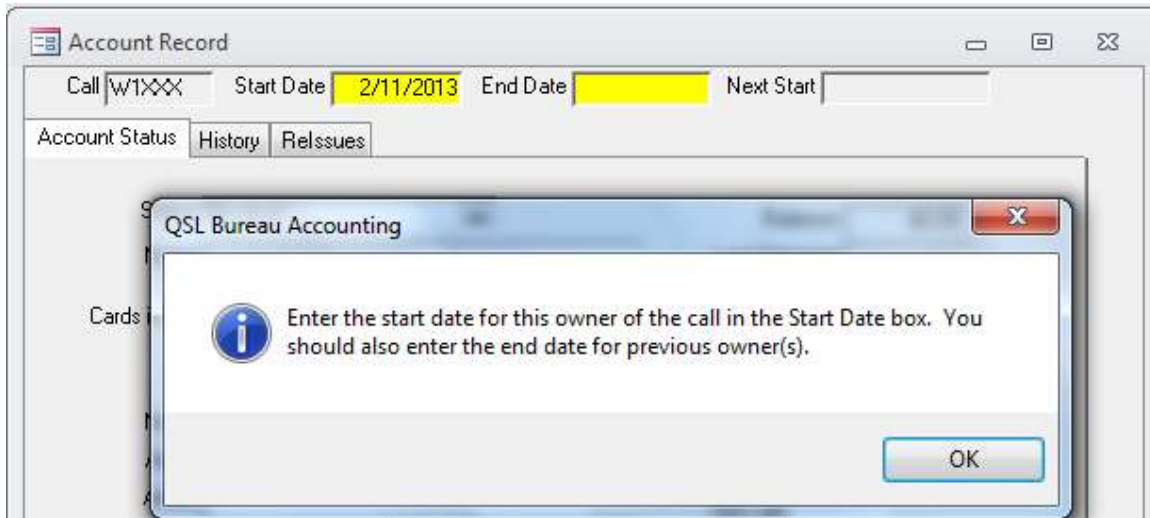 Account Record
Call W1XXX Start Date 2/11/2013 End Date Next Start
Account Status History ReIssues
QSL Bureau Accounting
Cards
Enter the start date for this owner of the call in the Start Date box. You
should also enter the end date for previous owner(s).
OK